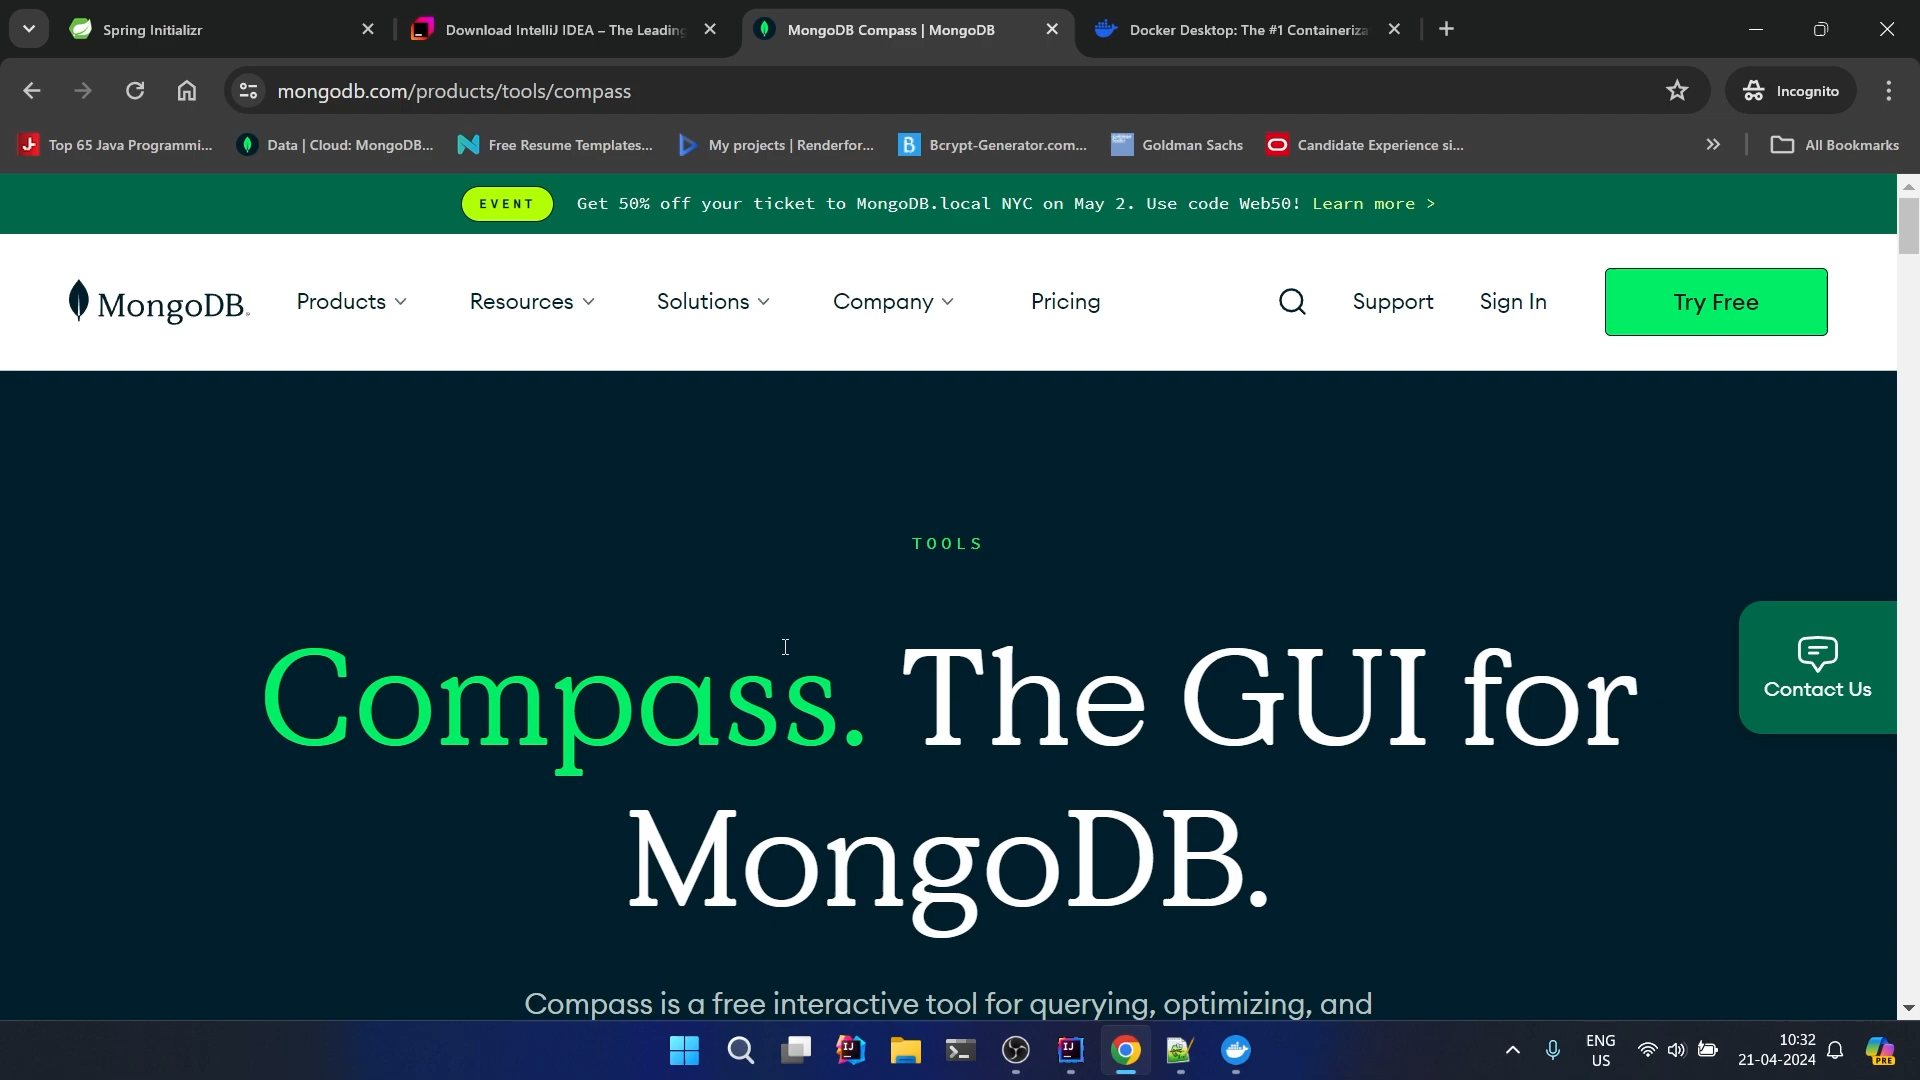 Spring Initializr
Download IntelliJ IDEA – The Leading
MongoDB Compass | MongoDB
Docker Desktop: The #1 Containeriza
mongodb.com/products/tools/compass
Incognito
Top 65 Java Programmi...
Data | Cloud: MongoDB...
Free Resume Templates...
My projects | Renderfor...
Bcrypt-Generator.com...
Goldman Sachs
Candidate Experience si...
All Bookmarks
EVENT
Get 50% off your ticket to MongoDB.local NYC on May 2. Use code Web50! Learn more >
MongoDB.
Products
Resources
Solutions
Company
Pricing
Support
Sign In
Try Free
TOOLS
Compass. The GUI for
MongoDB.
Contact Us
Compass is a free interactive tool for querying, optimizing, and
ENG
US
10:32
21-04-2024
PRE